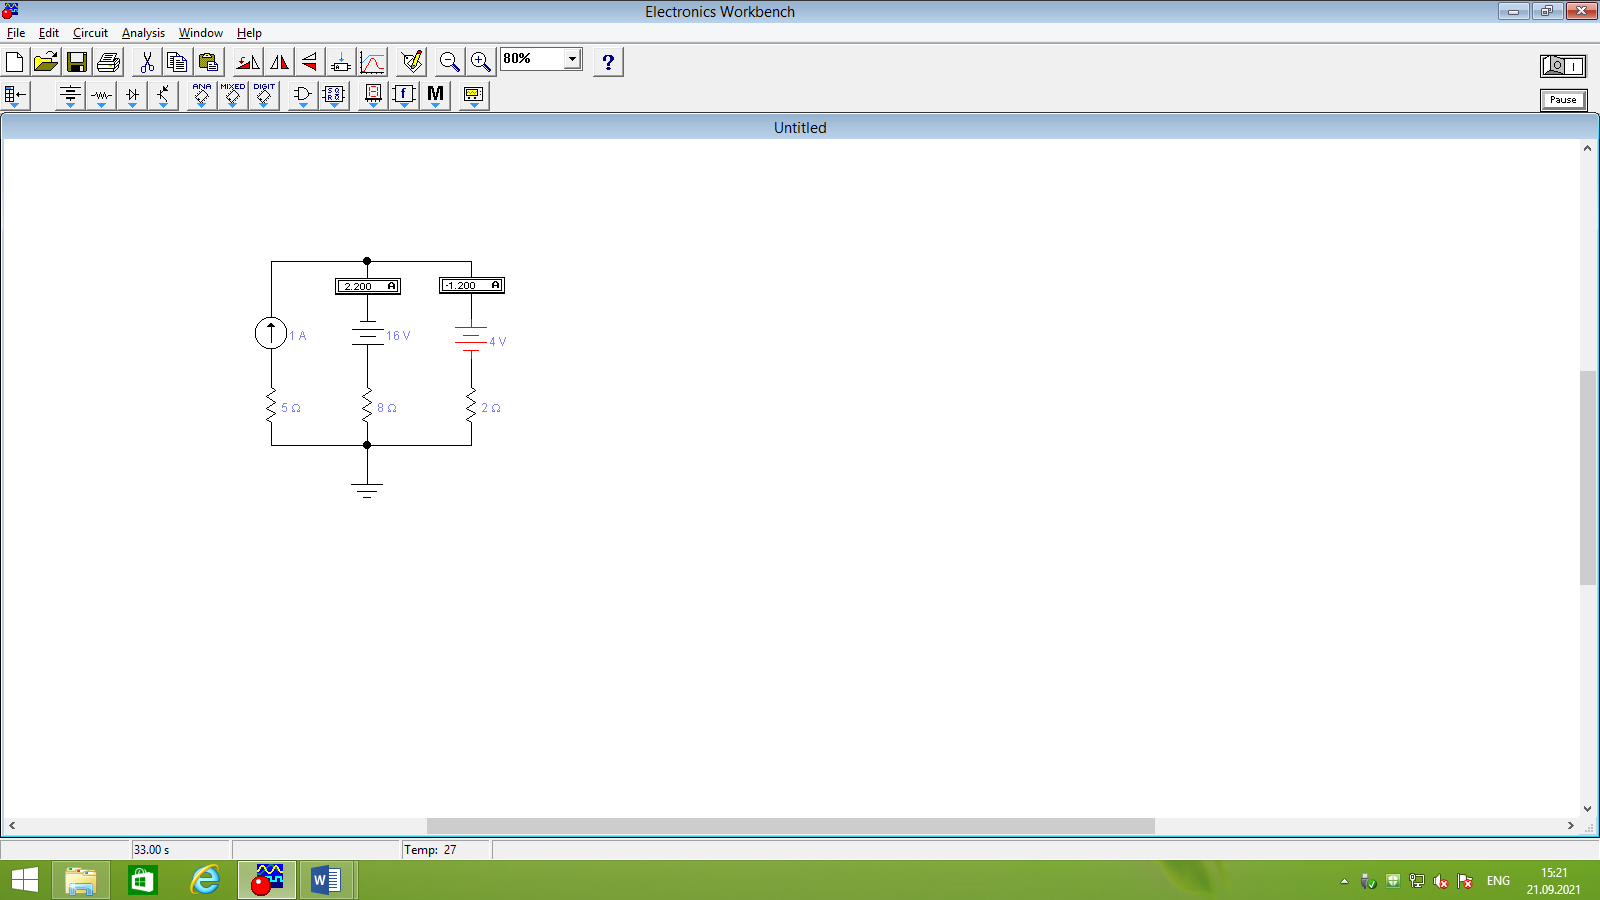 Electronics Workbench
File Edit Circuit Analysis Window Help
80%
?
ANA MIXED DIGIT
f M
Pause
Untitled
2.200 A -1.200 A
1 A 16 V 4 V
5 Ω 8 Ω 2 Ω
33.00 s Temp: 27
ENG 15:21
21.09.2021